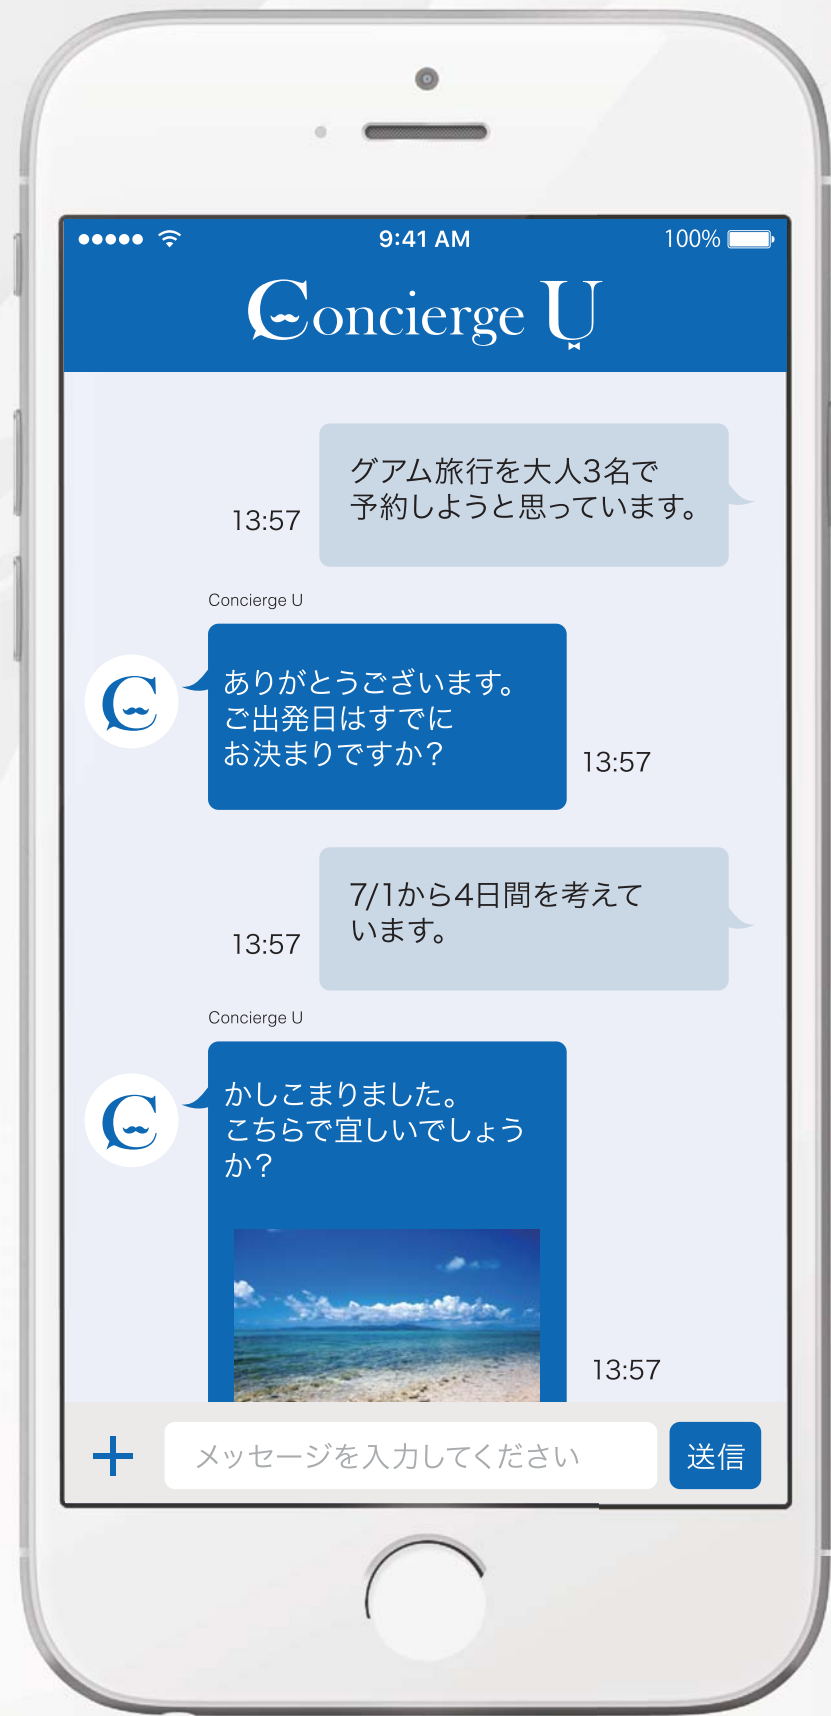 9:41 AM
100%
Concierge U
グアム旅行を大人3名で
予約しようと思っています。
13:57
Concierge U
ありがとうございます。
ご出発日はすでに
お決まりですか？
13:57
7/1から4日間を考えて
います。
13:57
Concierge U
かしこまりました。
こちらで宜しいでしょう
か？
13:57
メッセージを入力してください
送信